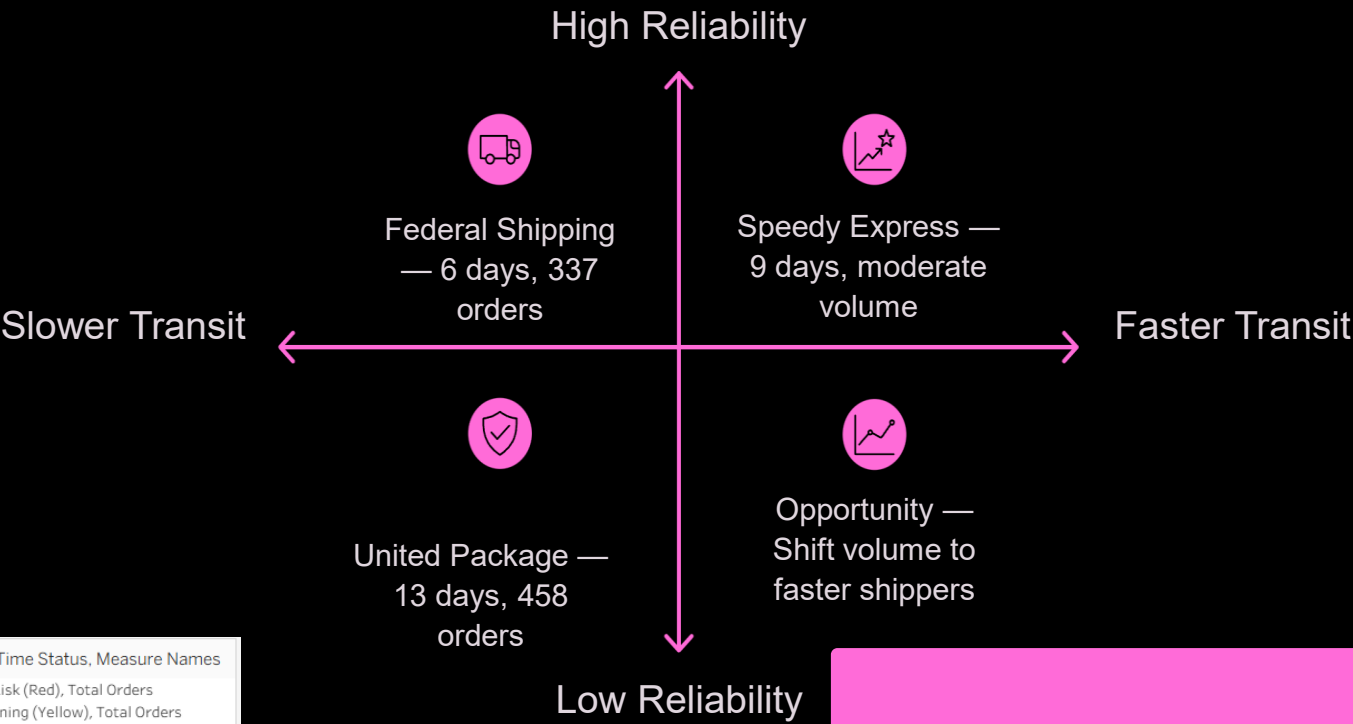 High Reliability
Federal Shipping
— 6 days, 337
orders
Speedy Express —
9 days, moderate
volume
Slower Transit
Faster Transit
United Package —
13 days, 458
orders
Opportunity —
Shift volume to
faster shippers
Time Status, Measure Names
(Red), Total Orders
(Yellow), Total Orders
Low Reliability